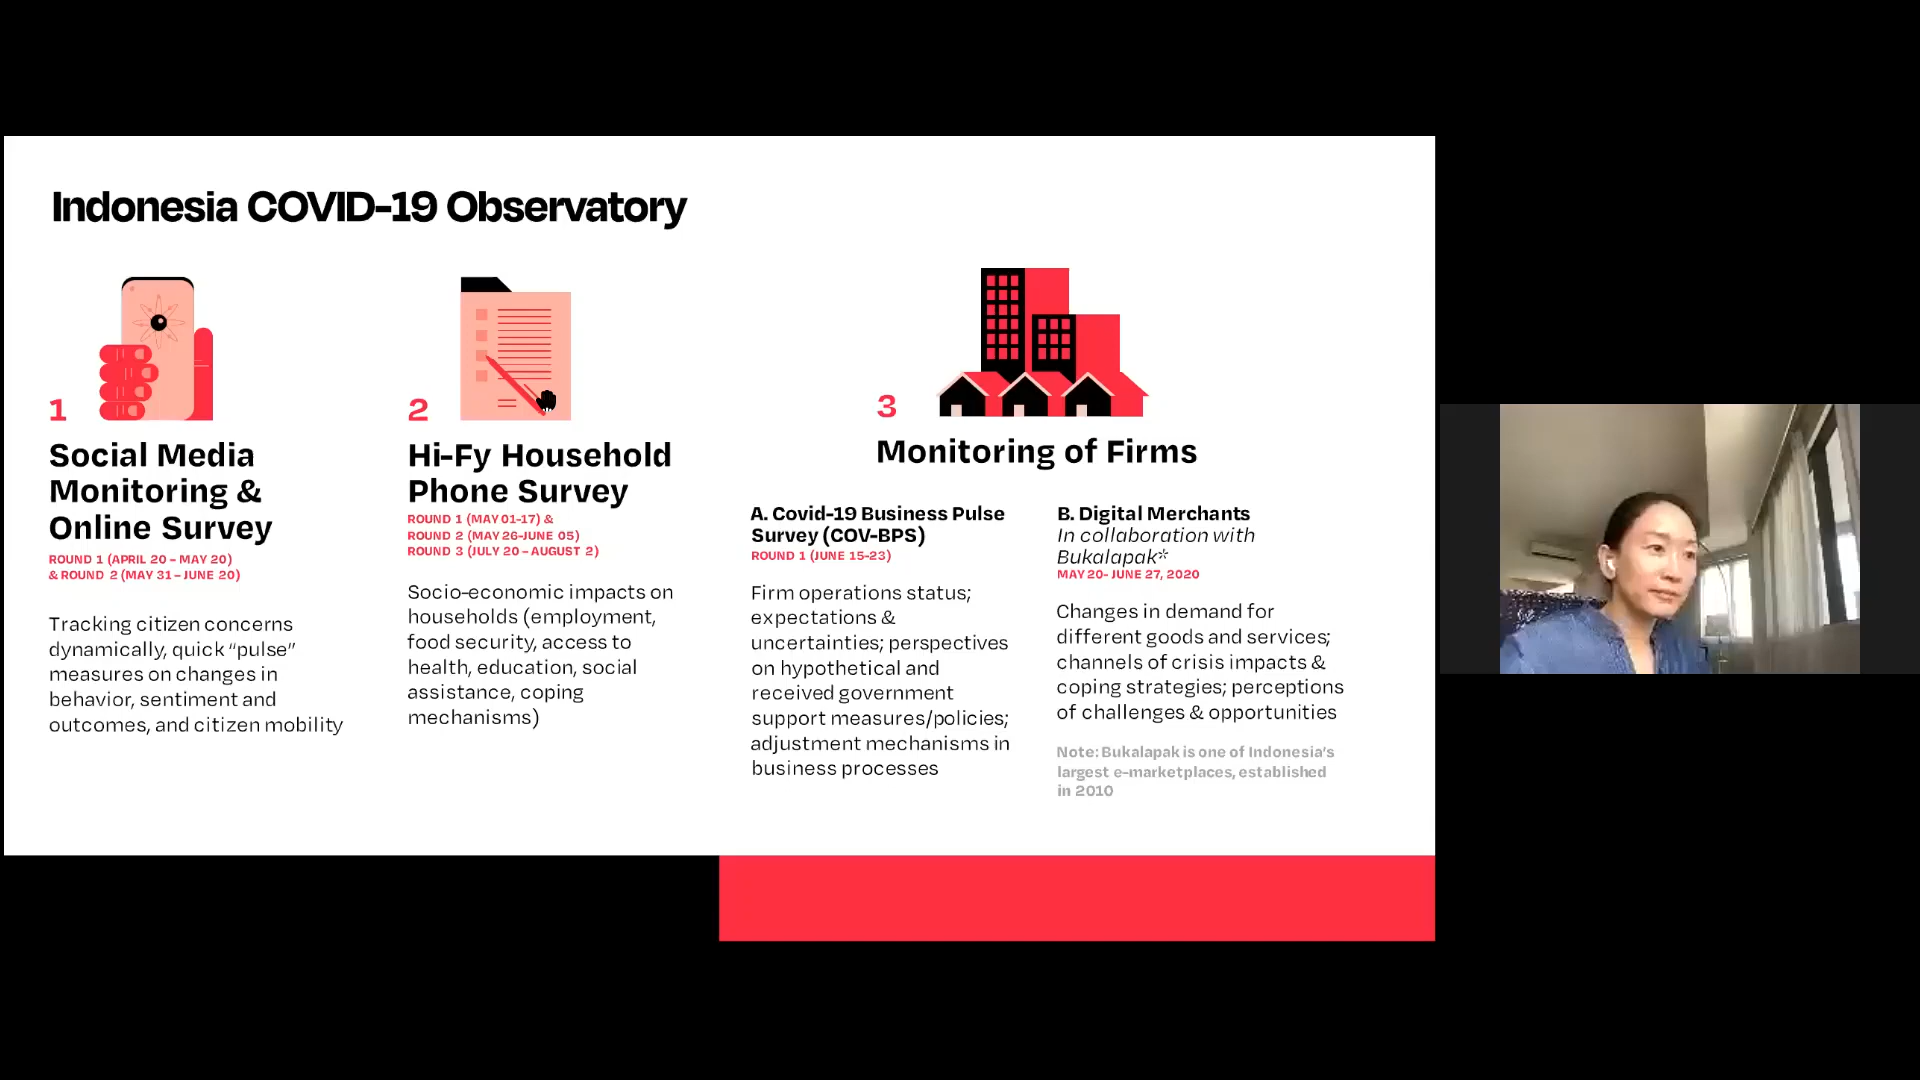 Indonesia COVID-19 Observatory
1
Social Media
Monitoring &
Online Survey
ROUND 1 (APRIL 20 – MAY 20)
& ROUND 2 (MAY 31 – JUNE 20)
Tracking citizen concerns
dynamically, quick “pulse”
measures on changes in
behavior, sentiment and
outcomes, and citizen mobility
2
Hi-Fy Household
Phone Survey
ROUND 1 (MAY 01-17) &
ROUND 2 (MAY 26-JUNE 05)
ROUND 3 (JULY 20 – AUGUST 2)
Socio-economic impacts on
households (employment,
food security, access to
health, education, social
assistance, coping
mechanisms)
3
Monitoring of Firms
A. Covid-19 Business Pulse
Survey (COV-BPS)
ROUND 1 (JUNE 15-23)
Firm operations status;
expectations &
uncertainties; perspectives
on hypothetical and
received government
support measures/policies;
adjustment mechanisms in
business processes
B. Digital Merchants
In collaboration with
Bukalapak*
MAY 20- JUNE 27, 2020
Changes in demand for
different goods and services;
channels of crisis impacts &
coping strategies; perceptions
of challenges & opportunities
Note: Bukalapak is one of Indonesia’s
largest e-marketplaces, established
in 2010